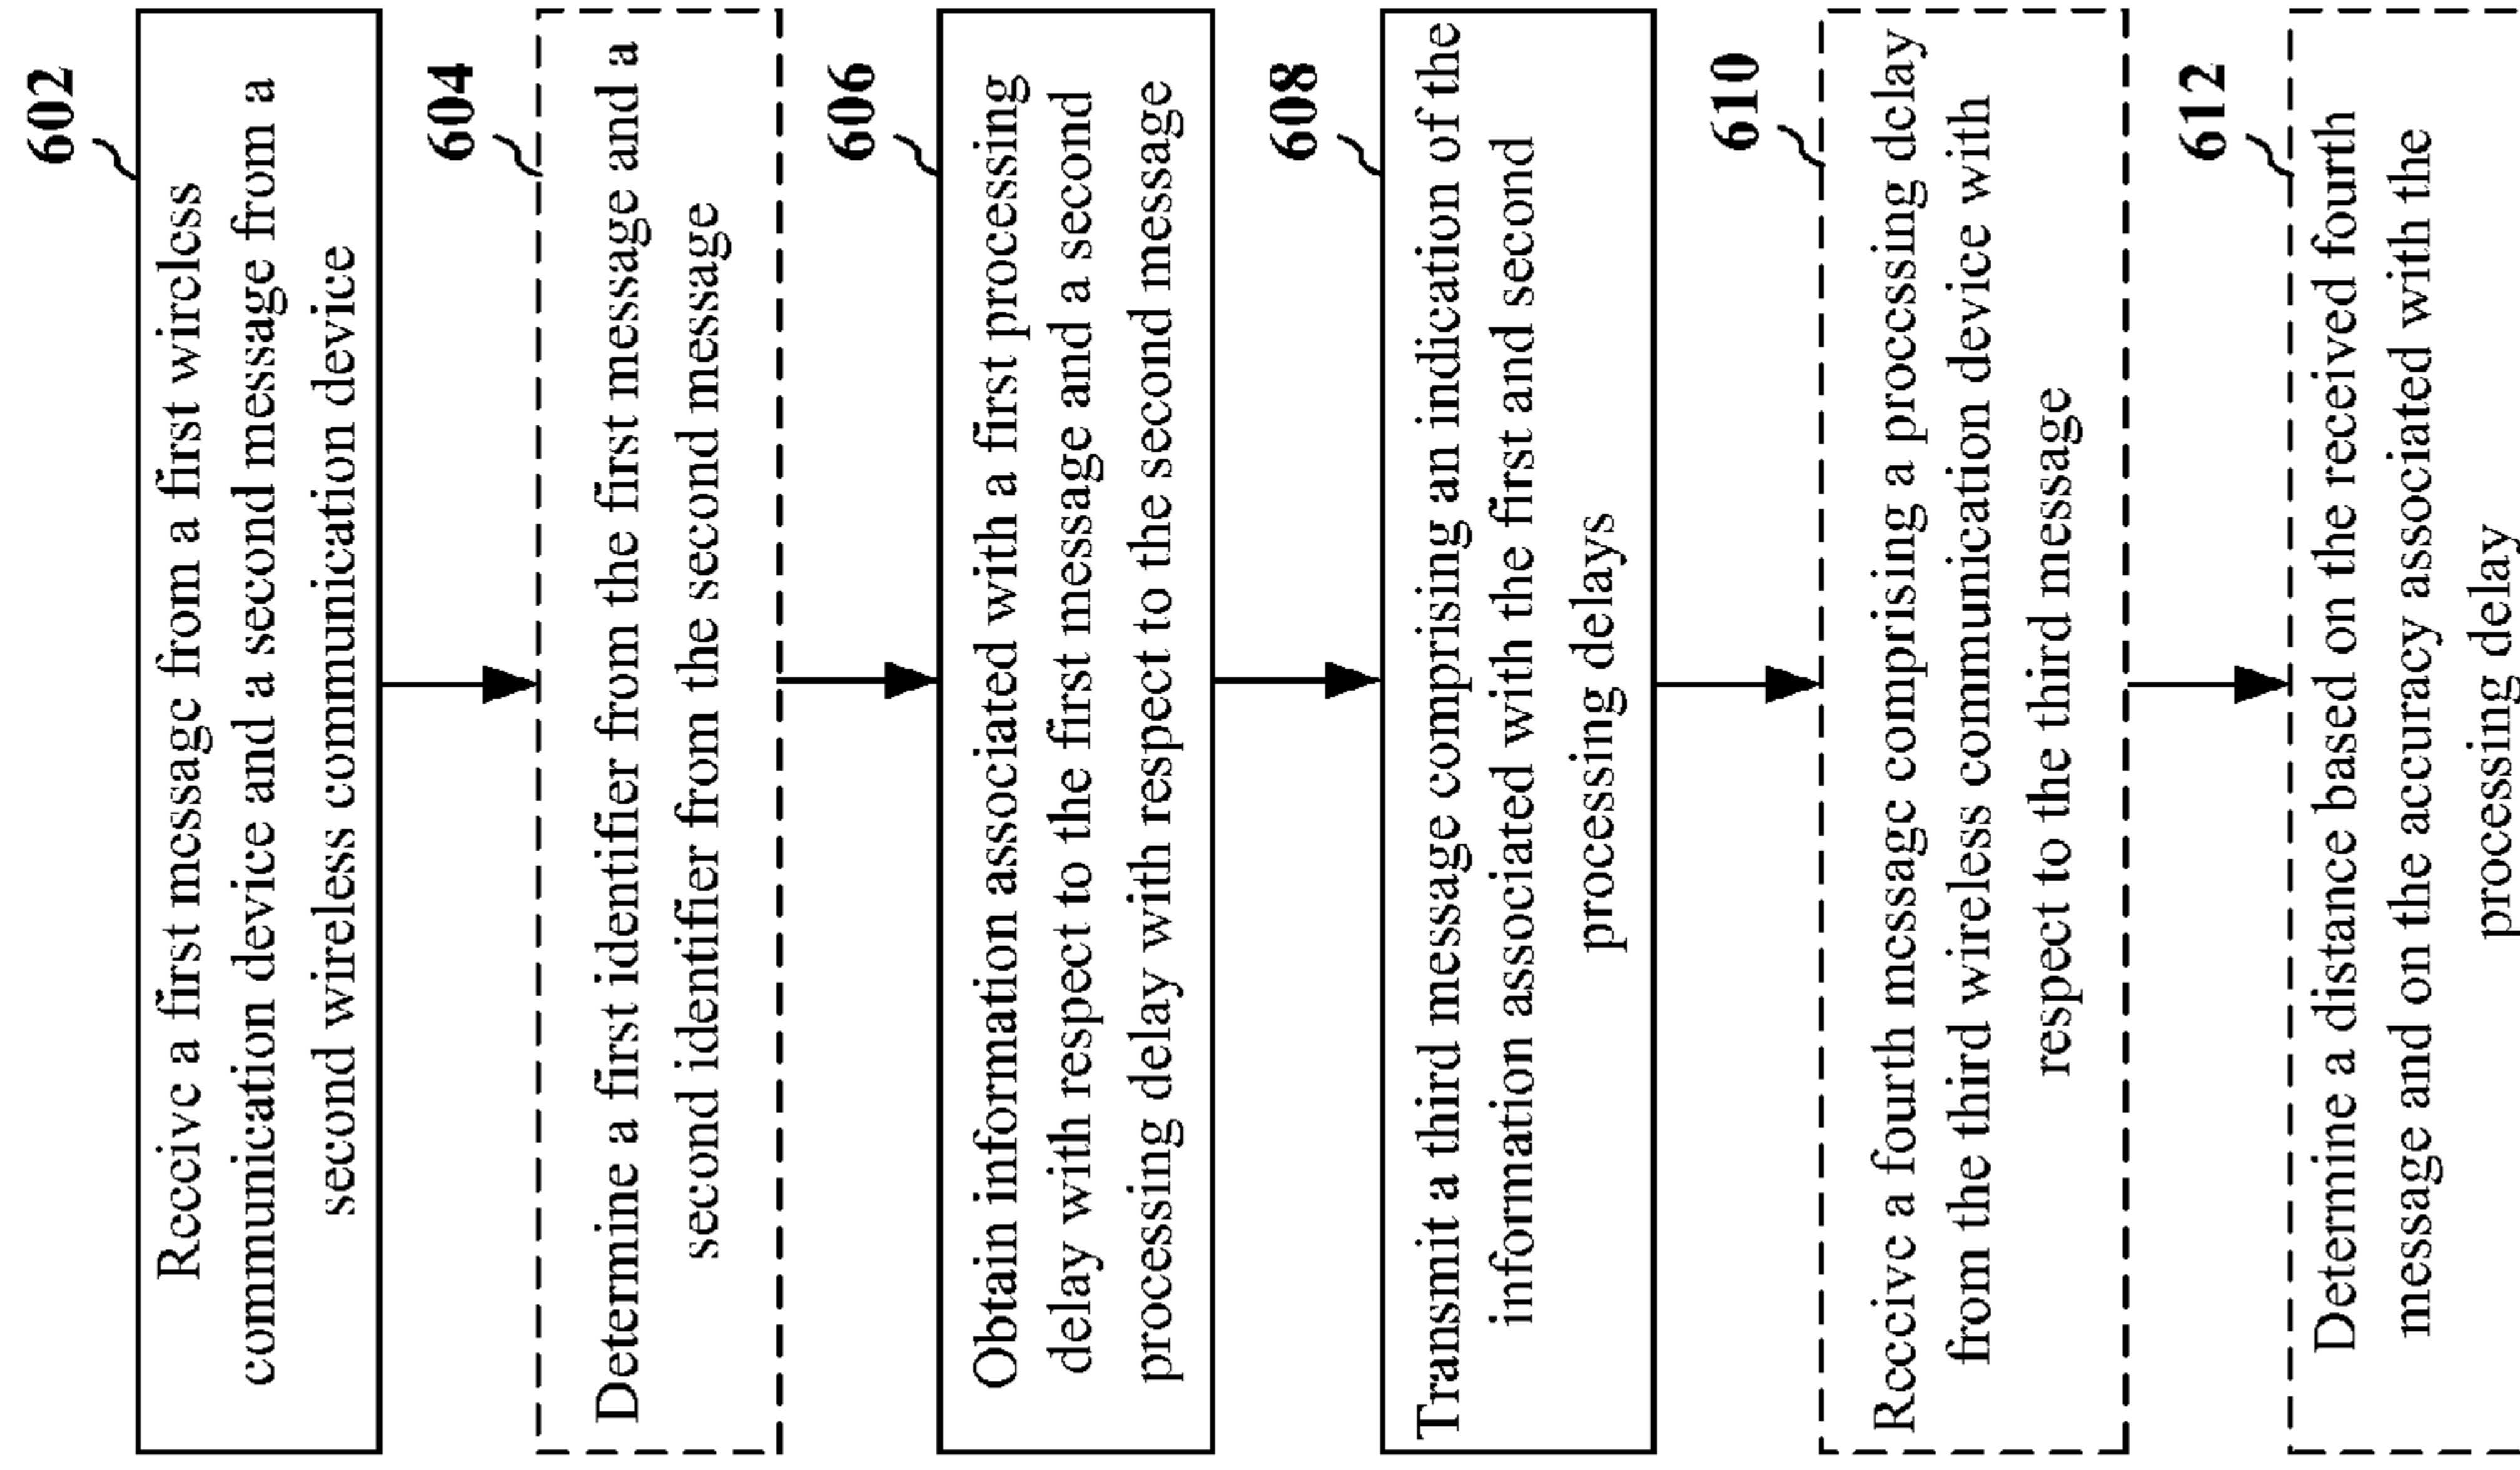 602
Receive a first message from a first wireless
communication device and a second message from a
second wireless communication device
604
Determine a first identifier from the first message and a
second identifier from the second message
606
Obtain information associated with a first processing
delay with respect to the first message and a second
processing delay with respect to the second message
608
Transmit a third message comprising an indication of the
information associated with the first and second
processing delays
610
Receive a fourth message comprising a processing delay
from the third wireless communication device with
respect to the third message
612
Determine a distance based on the received fourth
message and on the accuracy associated with the
processing delay